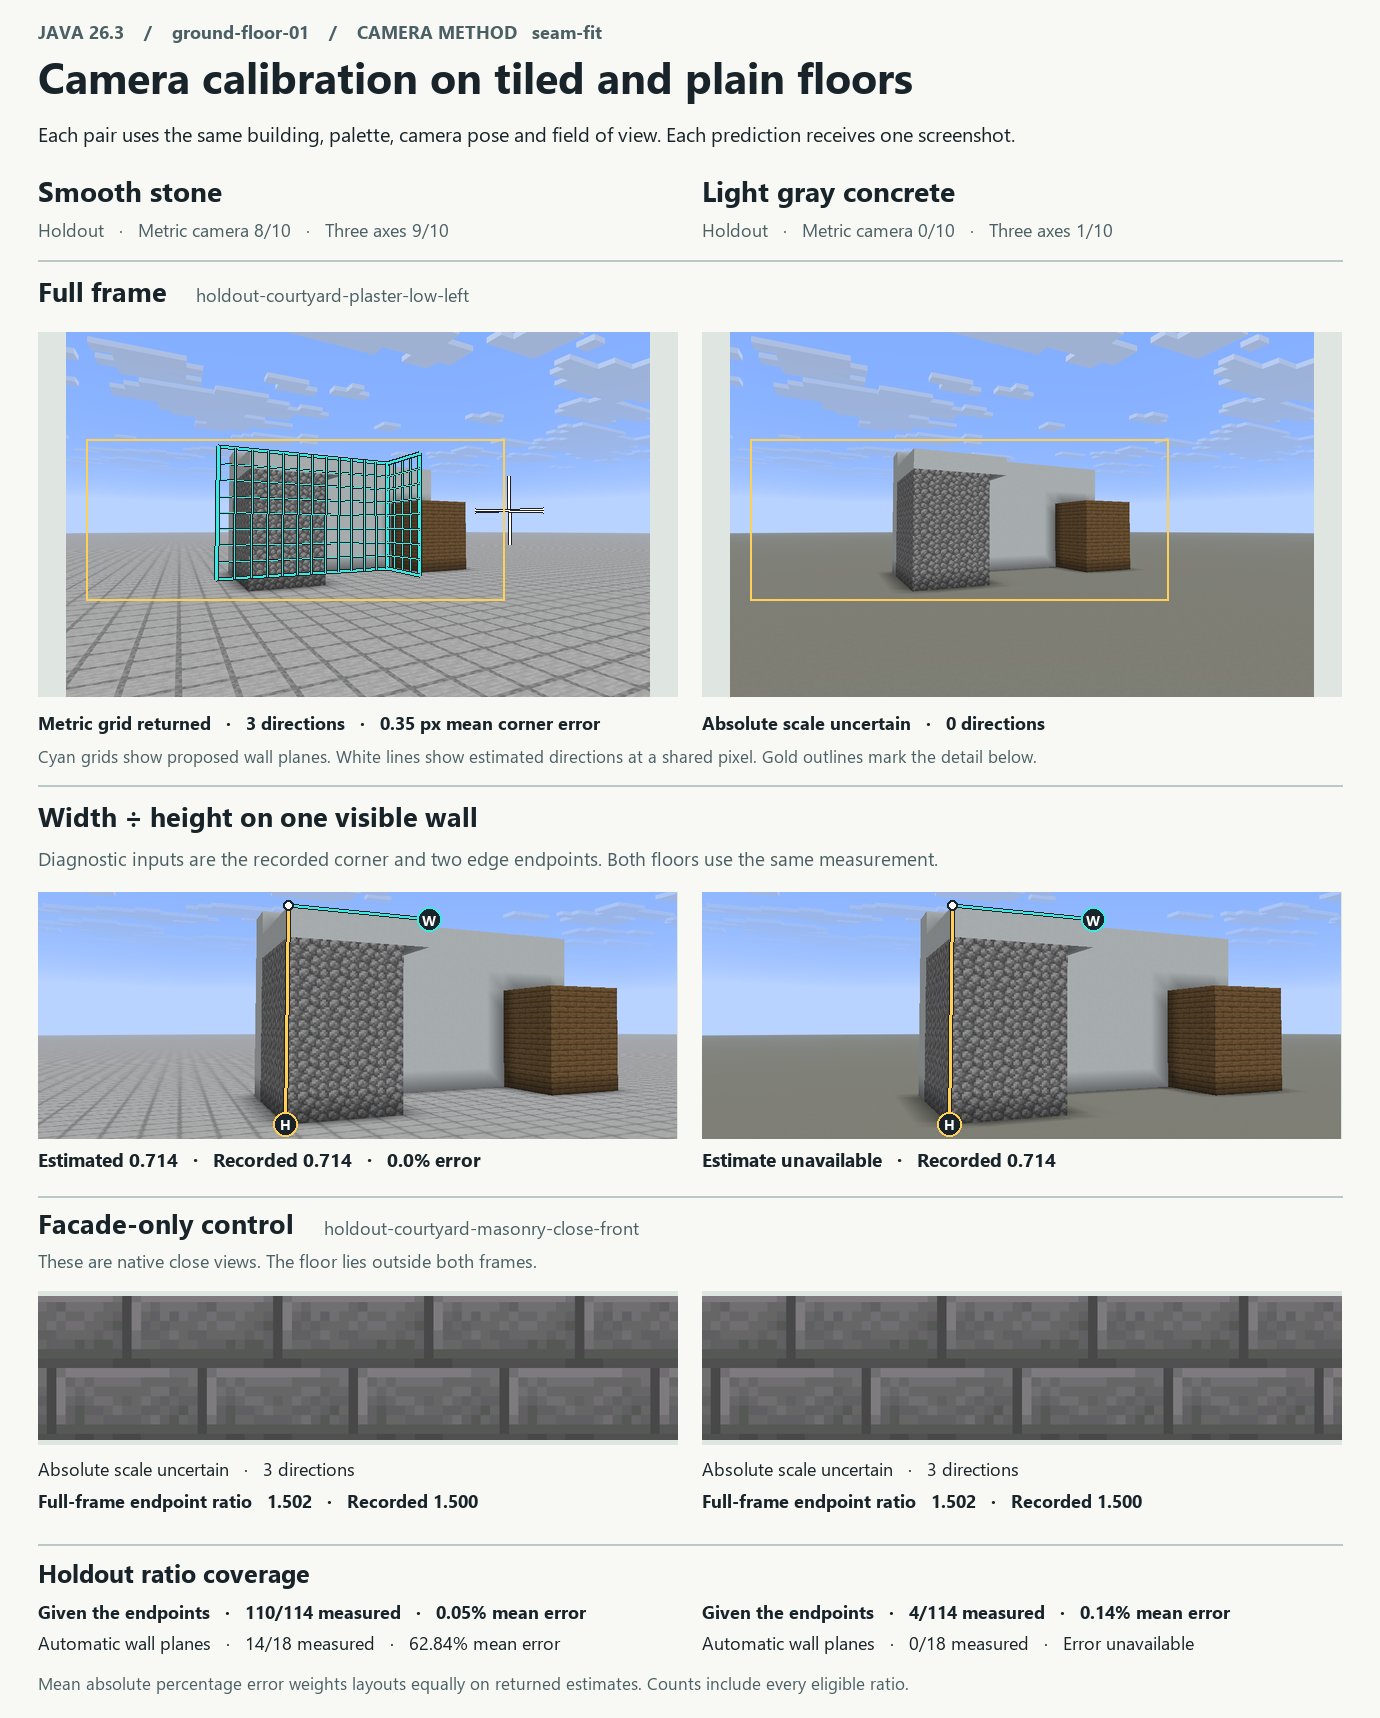 JAVA 26.3 / ground-floor-01 / CAMERA METHOD seam-fit
Camera calibration on tiled and plain floors
Each pair uses the same building, palette, camera pose and field of view. Each prediction receives one screenshot.
Smooth stone
Holdout · Metric camera 8/10 · Three axes 9/10
Light gray concrete
Holdout · Metric camera 0/10 · Three axes 1/10
Full frame holdout-courtyard-plaster-low-left
Metric grid returned · 3 directions · 0.35 px mean corner error
Absolute scale uncertain · 0 directions
Cyan grids show proposed wall planes. White lines show estimated directions at a shared pixel. Gold outlines mark the detail below.
Width ÷ height on one visible wall
Diagnostic inputs are the recorded corner and two edge endpoints. Both floors use the same measurement.
W
H
W
H
Estimated 0.714 · Recorded 0.714 · 0.0% error
Estimate unavailable · Recorded 0.714
Facade-only control holdout-courtyard-masonry-close-front
These are native close views. The floor lies outside both frames.
Absolute scale uncertain · 3 directions
Full-frame endpoint ratio 1.502 · Recorded 1.500
Absolute scale uncertain · 3 directions
Full-frame endpoint ratio 1.502 · Recorded 1.500
Holdout ratio coverage
Given the endpoints · 110/114 measured · 0.05% mean error
Automatic wall planes · 14/18 measured · 62.84% mean error
Given the endpoints · 4/114 measured · 0.14% mean error
Automatic wall planes · 0/18 measured · Error unavailable
Mean absolute percentage error weights layouts equally on returned estimates. Counts include every eligible ratio.